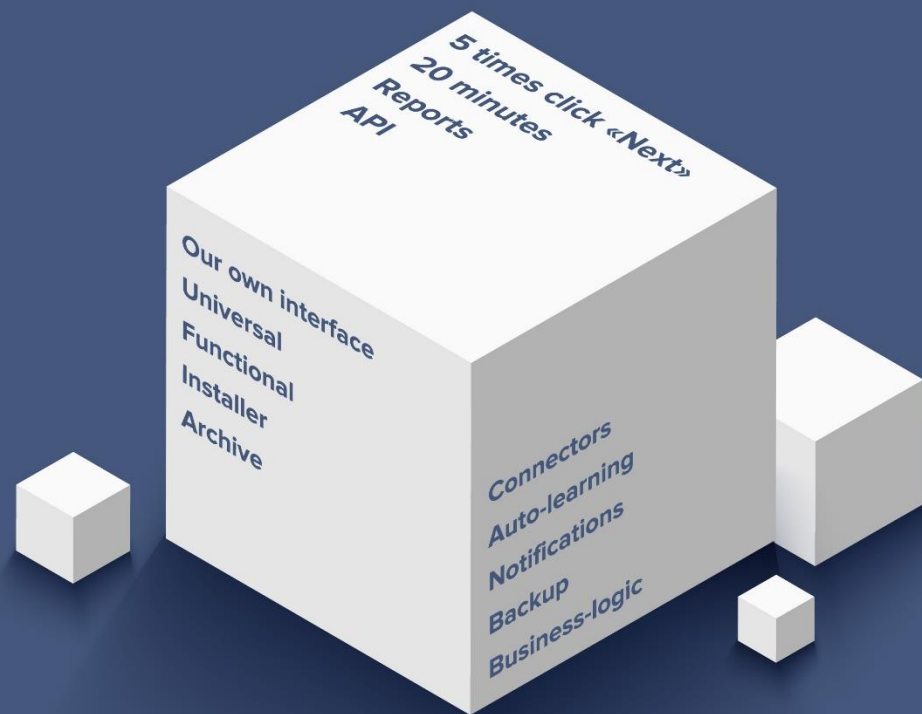 5 times click «Next»
20 minutes
Reports
API
Our own interface
Universal
Functional
Installer
Archive
Connectors
Auto-learning
Notifications
Backup
Business-logic